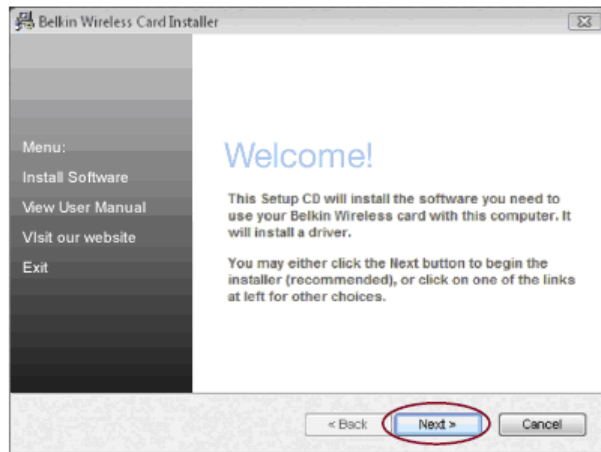 Belkin Wireless Card Installer
Menu:
Install Software
View User Manual
VIsit our website
Exit
Welcome!
This Setup CD will install the software you need to
use your Belkin Wireless card with this computer. It
will install a driver.
You may either click the Next button to begin the
installer (recommended), or click on one of the links
at left for other choices.
< Back
Next >
Cancel